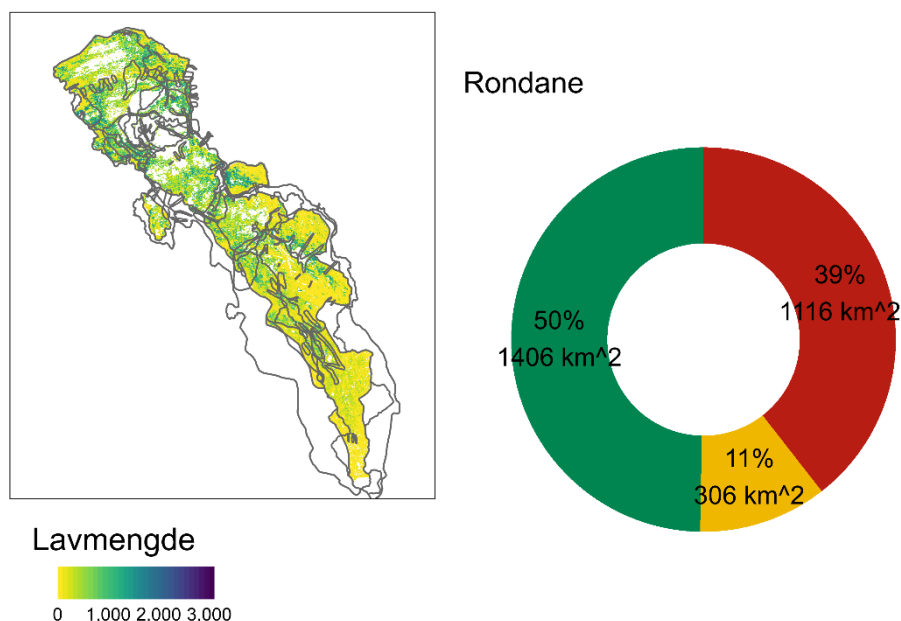 Rondane
39%
1116 km^2
50%
1406 km^2
11%
306 km^2
Lavmengde
0 1.000 2.000 3.000